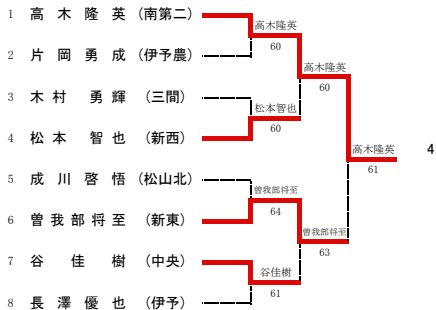 1 高木隆英 (南第二)
高木隆英
60
2 片岡勇成 (伊予農)
高木隆英
60
3 木村勇輝 (三間)
松本智也
60
4 松本智也 (新西)
高木隆英
61
4
5 成川啓悟 (松山北)
曽我部将至
64
6 曽我部将至 (新東)
曽我部将至
63
7 谷佳樹 (中央)
谷佳樹
61
8 長澤優也 (伊予)